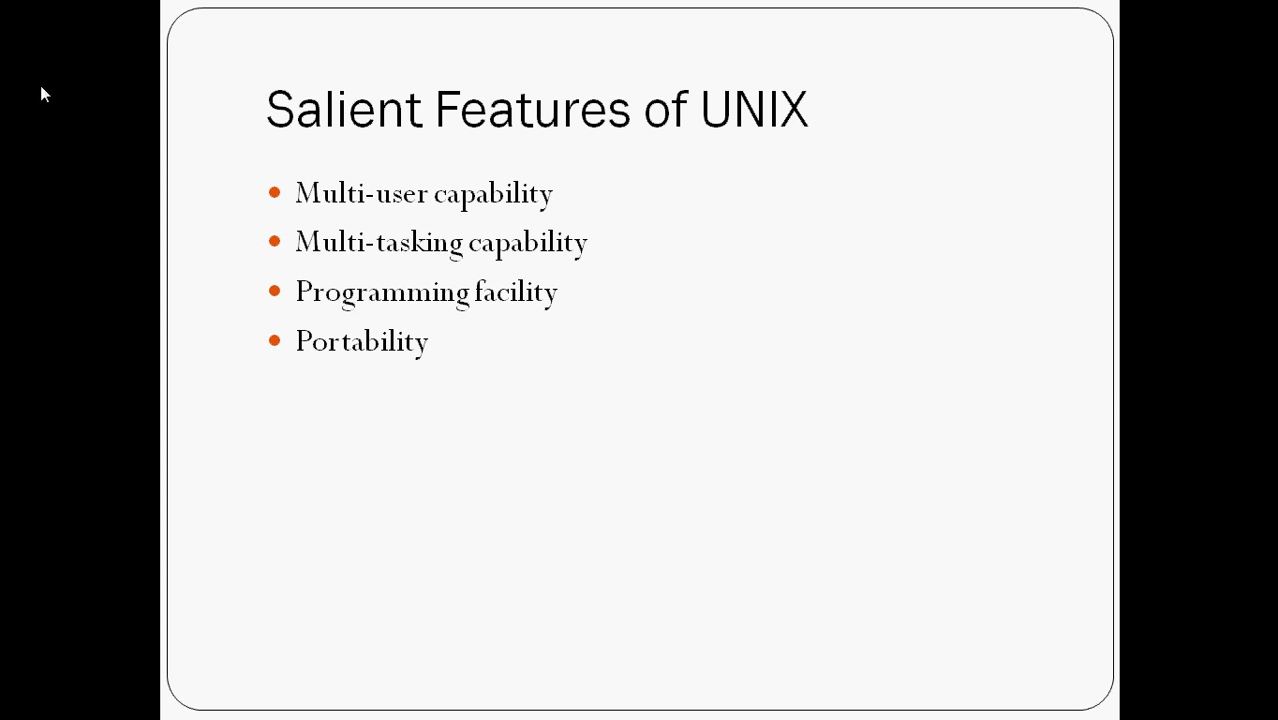 Salient Features of UNIX
Multi-user capability
Multi-tasking capability
Programming facility
Portability